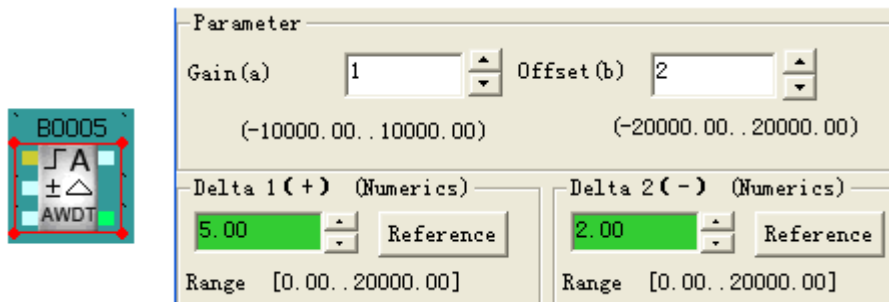 Parameter
Gain(a) 1 Offset(b) 2
(-10000.00..10000.00) (-20000.00..20000.00)
B0005
A
±
AWDT
Delta 1(+) (Numerics) Delta 2(-) (Numerics)
5.00 Reference 2.00 Reference
Range [0.00..20000.00] Range [0.00..20000.00]